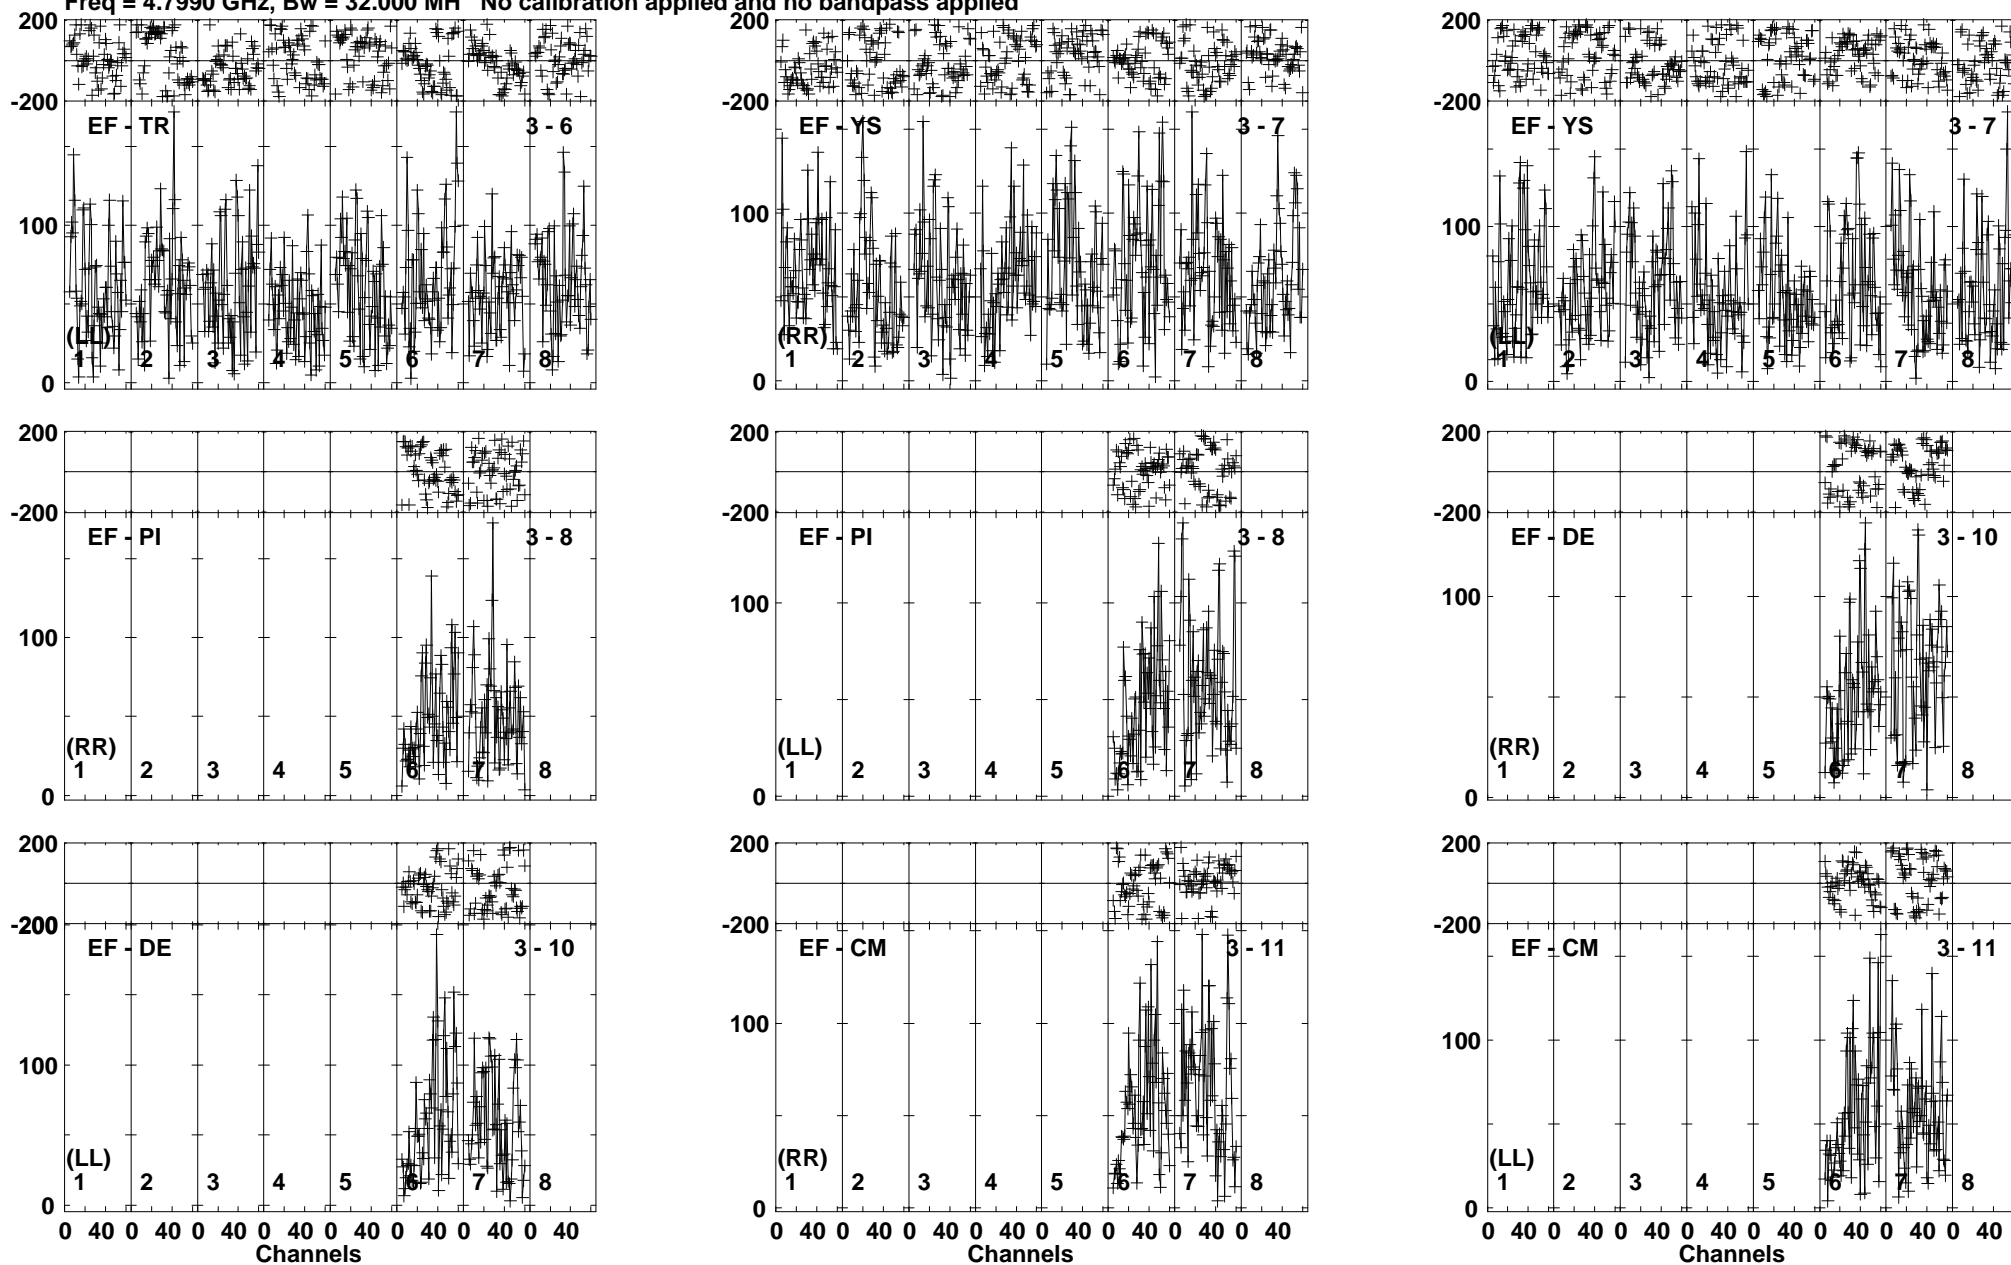 Freq = 4.7990 GHz, Bw = 32.000 MH No calibration applied and no bandpass applied
200 200 200
-200 -200 -200
EF - TR 3 - 6 EF - YS 3 - 7 EF - YS 3 - 7
100 100 100
(LL) (RR) (LL)
1 2 3 4 5 6 7 8 1 2 3 4 5 6 7 8 1 2 3 4 5 6 7 8
0 0 0
200 200 200
-200 -200 -200
EF - PI 3 - 8 EF - PI 3 - 8 EF - DE 3 - 10
100 100 100
(RR) (LL) (RR)
1 2 3 4 5 6 7 8 1 2 3 4 5 6 7 8 1 2 3 4 5 6 7 8
0 0 0
200 200 200
-200 -200 -200
200
EF - DE 3 - 10 EF - CM 3 - 11 EF - CM 3 - 11
100 100 100
(LL) (RR) (LL)
1 2 3 4 5 6 7 8 1 2 3 4 5 6 7 8 1 2 3 4 5 6 7 8
0 0 0
0 40 0 40 0 40 0 40 0 40 0 40 0 40 0 40 0 40 0 40 0 40 0 40 0 40 0 40 0 40 0 40 0 40 0 40 0 40 0 40 0 40 0 40 0 40 0 40
Channels Channels Channels